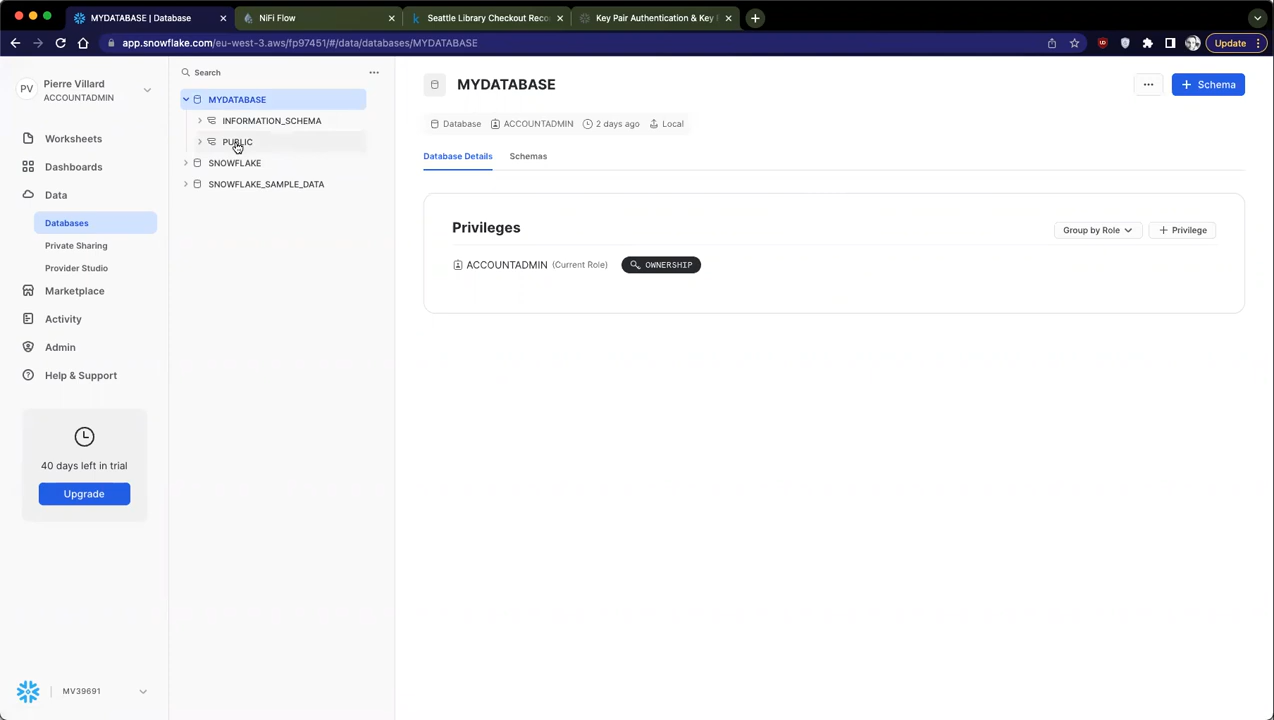 MYDATABASE | Database
NiFi Flow
Seattle Library Checkout Reco
Key Pair Authentication & Key
app.snowflake.com/eu-west-3.aws/fp97451/#/data/databases/MYDATABASE
Update
PV
Pierre Villard
ACCOUNTADMIN
Worksheets
Dashboards
Data
Databases
Private Sharing
Provider Studio
Marketplace
Activity
Admin
Help & Support
40 days left in trial
Upgrade
MV39691
Search
MYDATABASE
INFORMATION_SCHEMA
PUBLIC
SNOWFLAKE
SNOWFLAKE_SAMPLE_DATA
MYDATABASE
+ Schema
Database ACCOUNTADMIN 2 days ago Local
Database Details Schemas
Privileges
Group by Role + Privilege
ACCOUNTADMIN (Current Role) OWNERSHIP